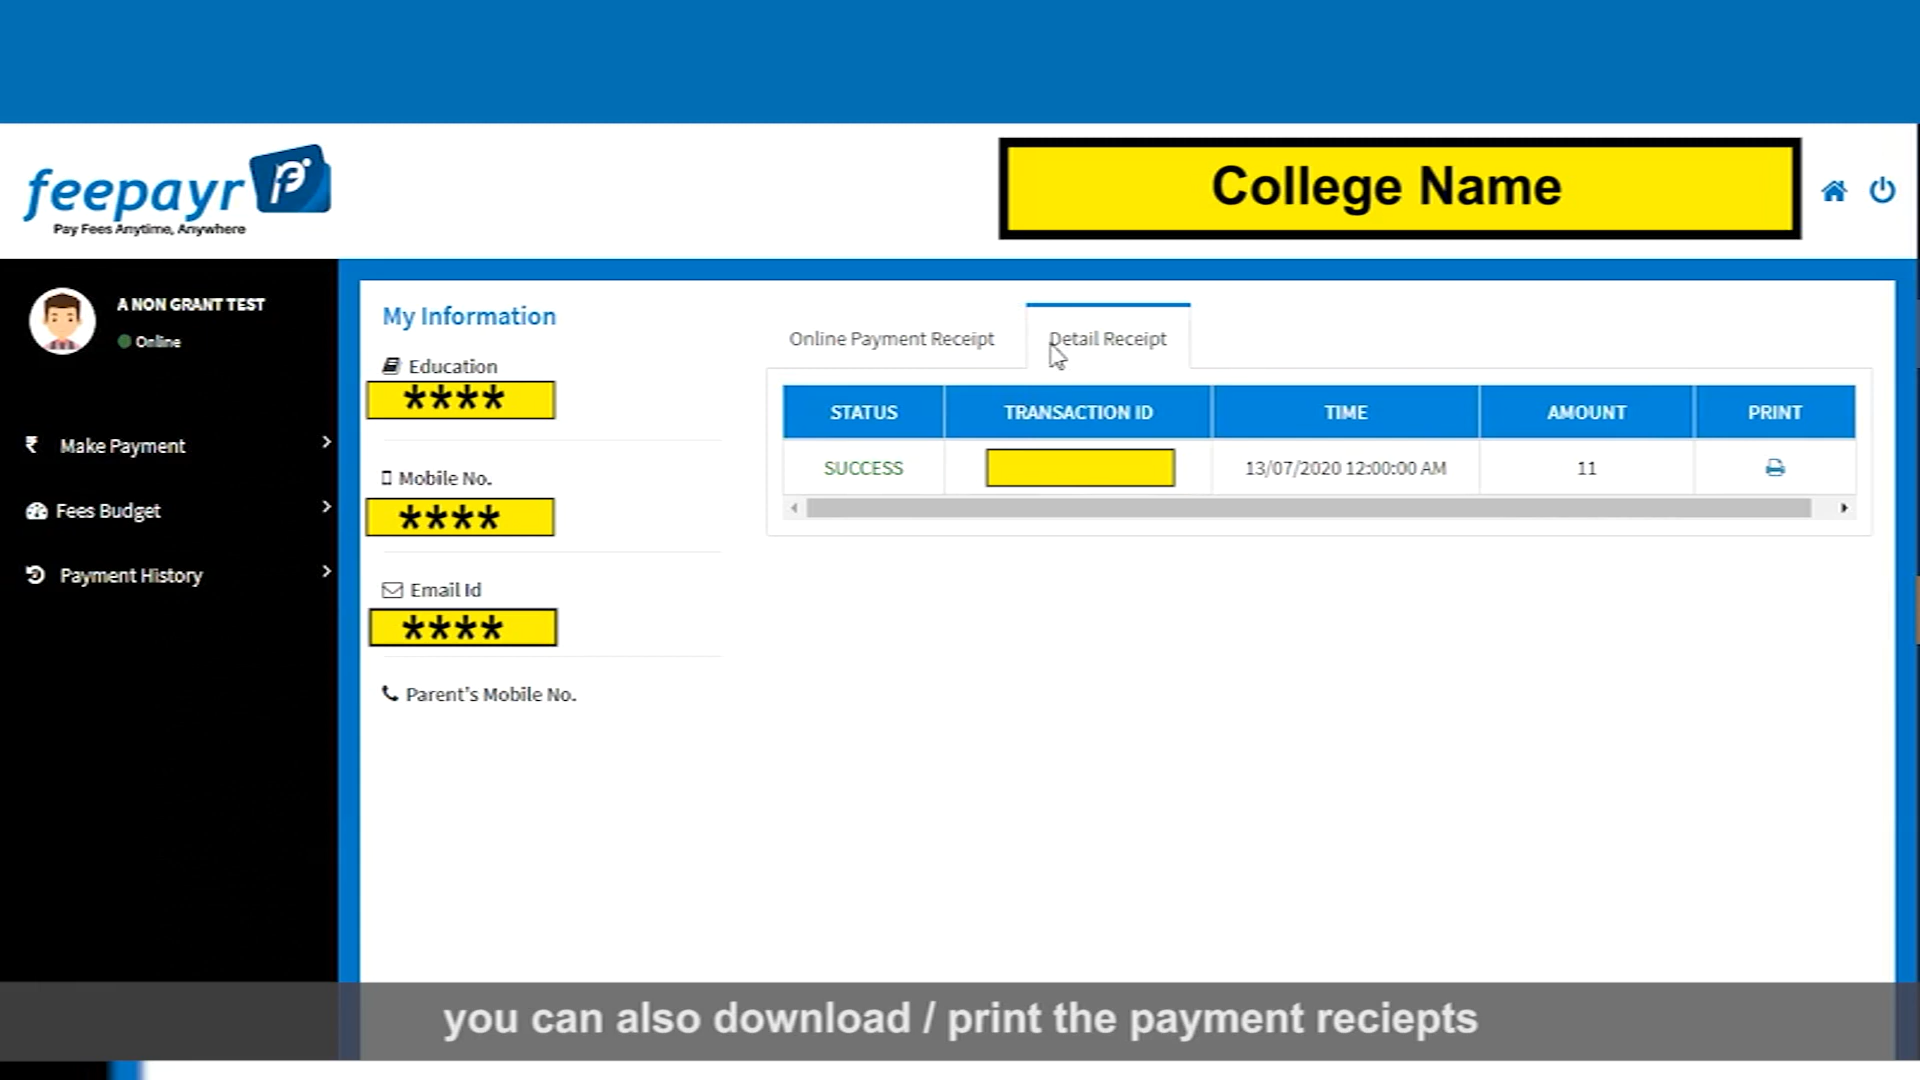 feepayr
Pay Fees Anytime, Anywhere
College Name
A NON GRANT TEST
Online
Make Payment
Fees Budget
Payment History
My Information
Education
****
Mobile No.
****
Email Id
****
Parent's Mobile No.
Online Payment Receipt
Detail Receipt
STATUS TRANSACTION ID TIME AMOUNT PRINT
SUCCESS 13/07/2020 12:00:00 AM 11
you can also download / print the payment reciepts